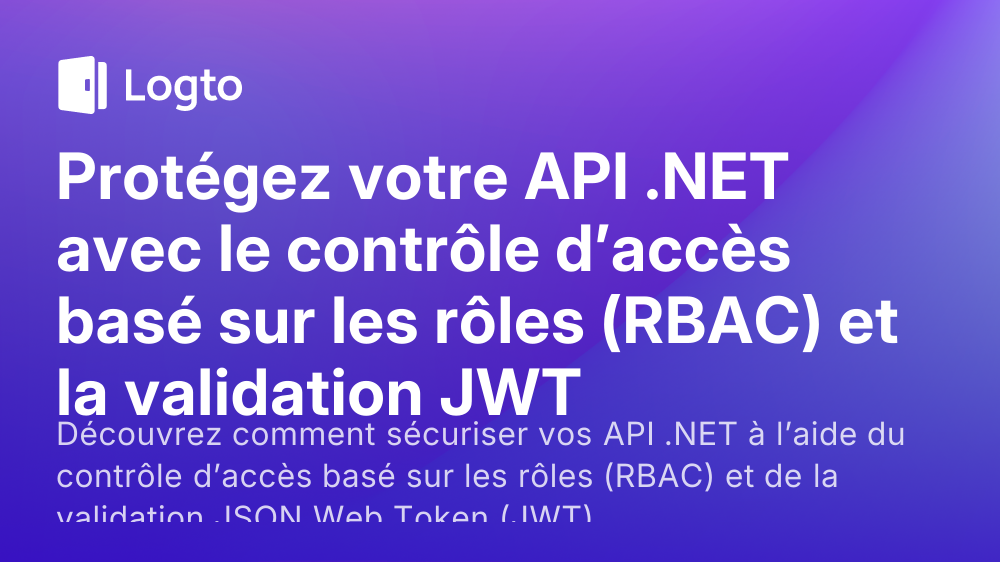 Logto
Protégez votre API .NET
avec le contrôle d’accès
basé sur les rôles (RBAC) et
la validation JWT
Découvrez comment sécuriser vos API .NET à l’aide du
contrôle d’accès basé sur les rôles (RBAC) et de la
validation JSON Web Token (JWT)